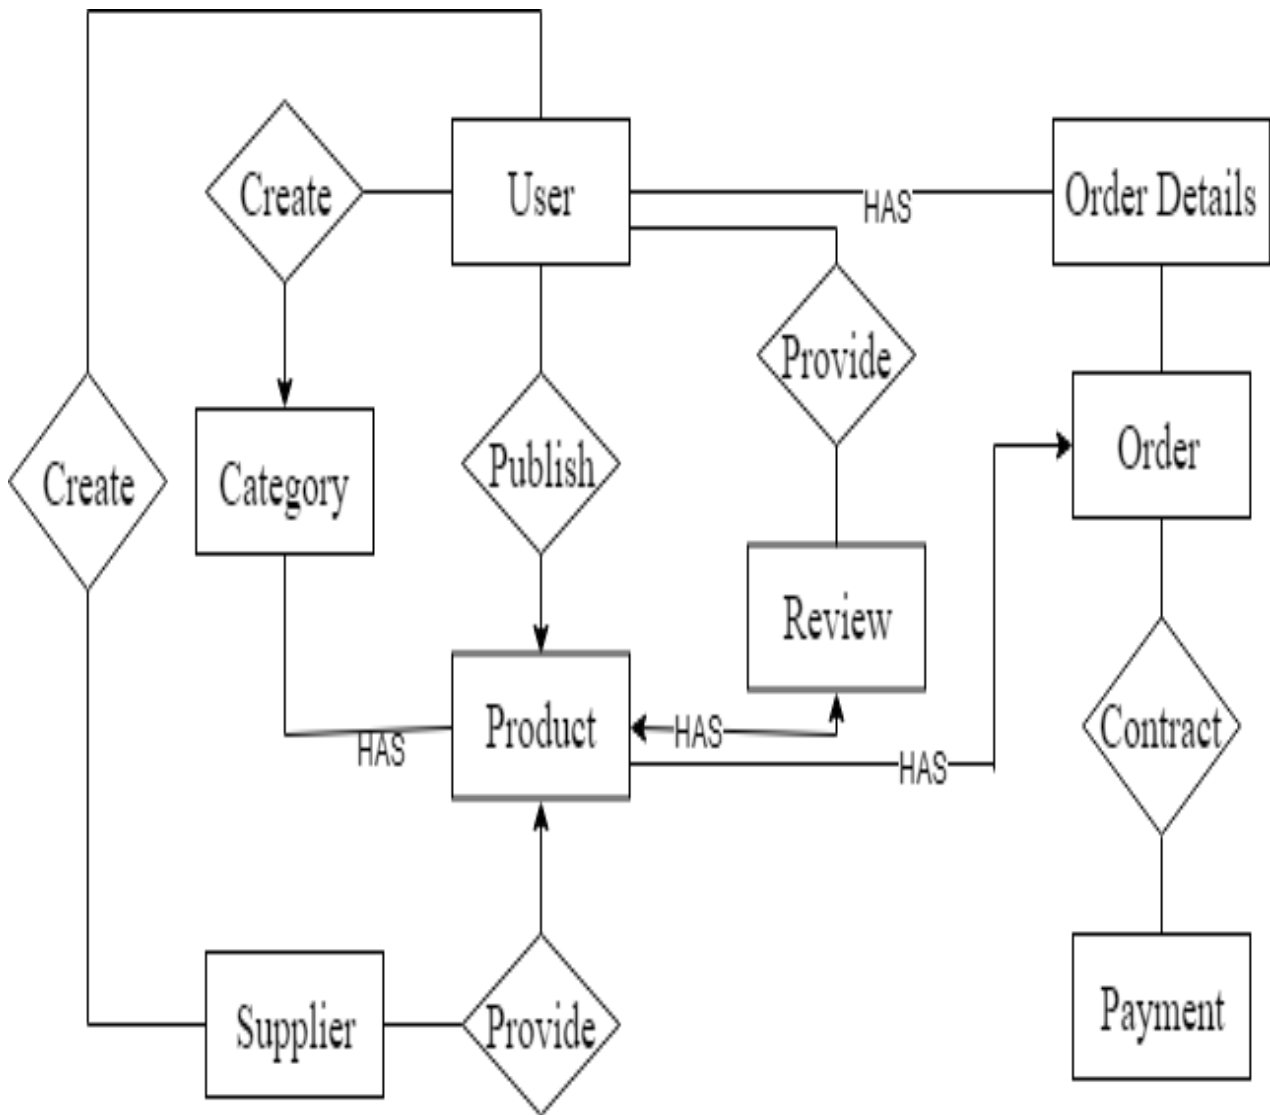 Create
User
HAS
Order Details
Provide
Create
Category
Publish
Order
Review
Product
HAS
HAS
HAS
Contract
Supplier
Provide
Payment